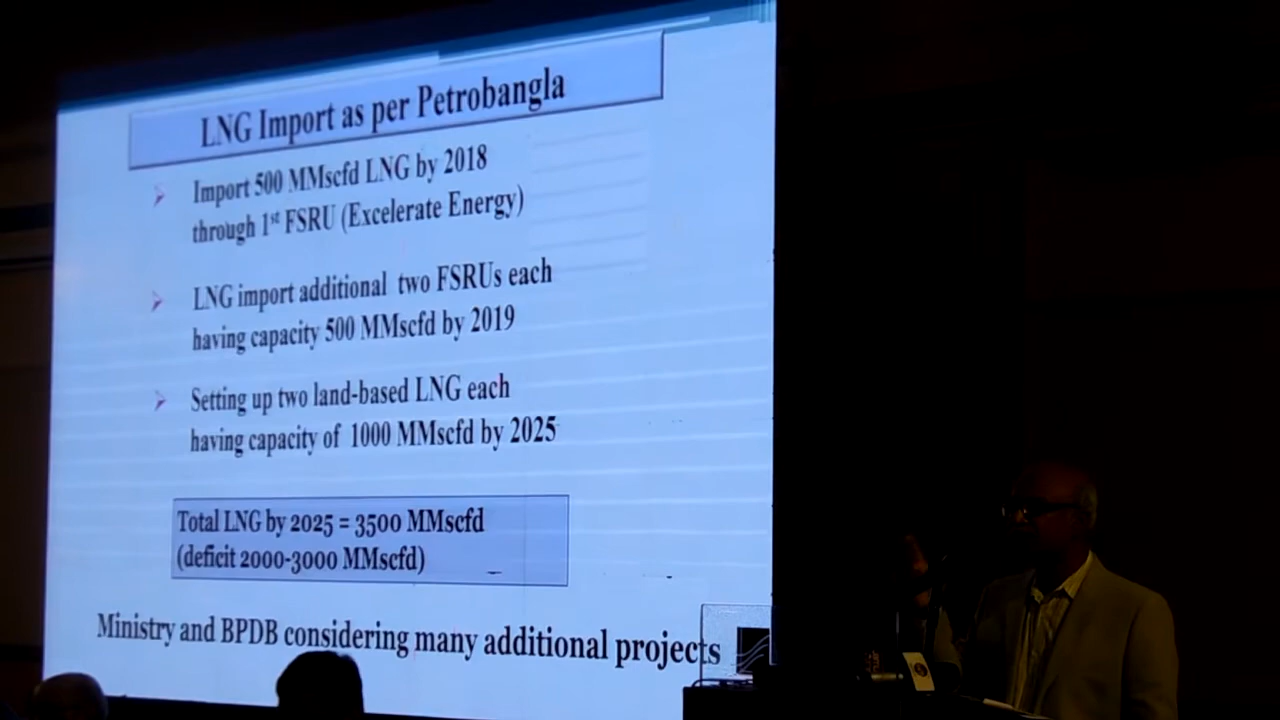 LNG Import as per Petrobangla
Import 500 MMscfd LNG by 2018
through 1st FSRU (Excelerate Energy)
LNG import additional two FSRUs each
having capacity 500 MMscfd by 2019
Setting up two land-based LNG each
having capacity of 1000 MMscfd by 2025
Total LNG by 2025 = 3500 MMscfd
(deficit 2000-3000 MMscfd)
Ministry and BPDB considering many additional projects